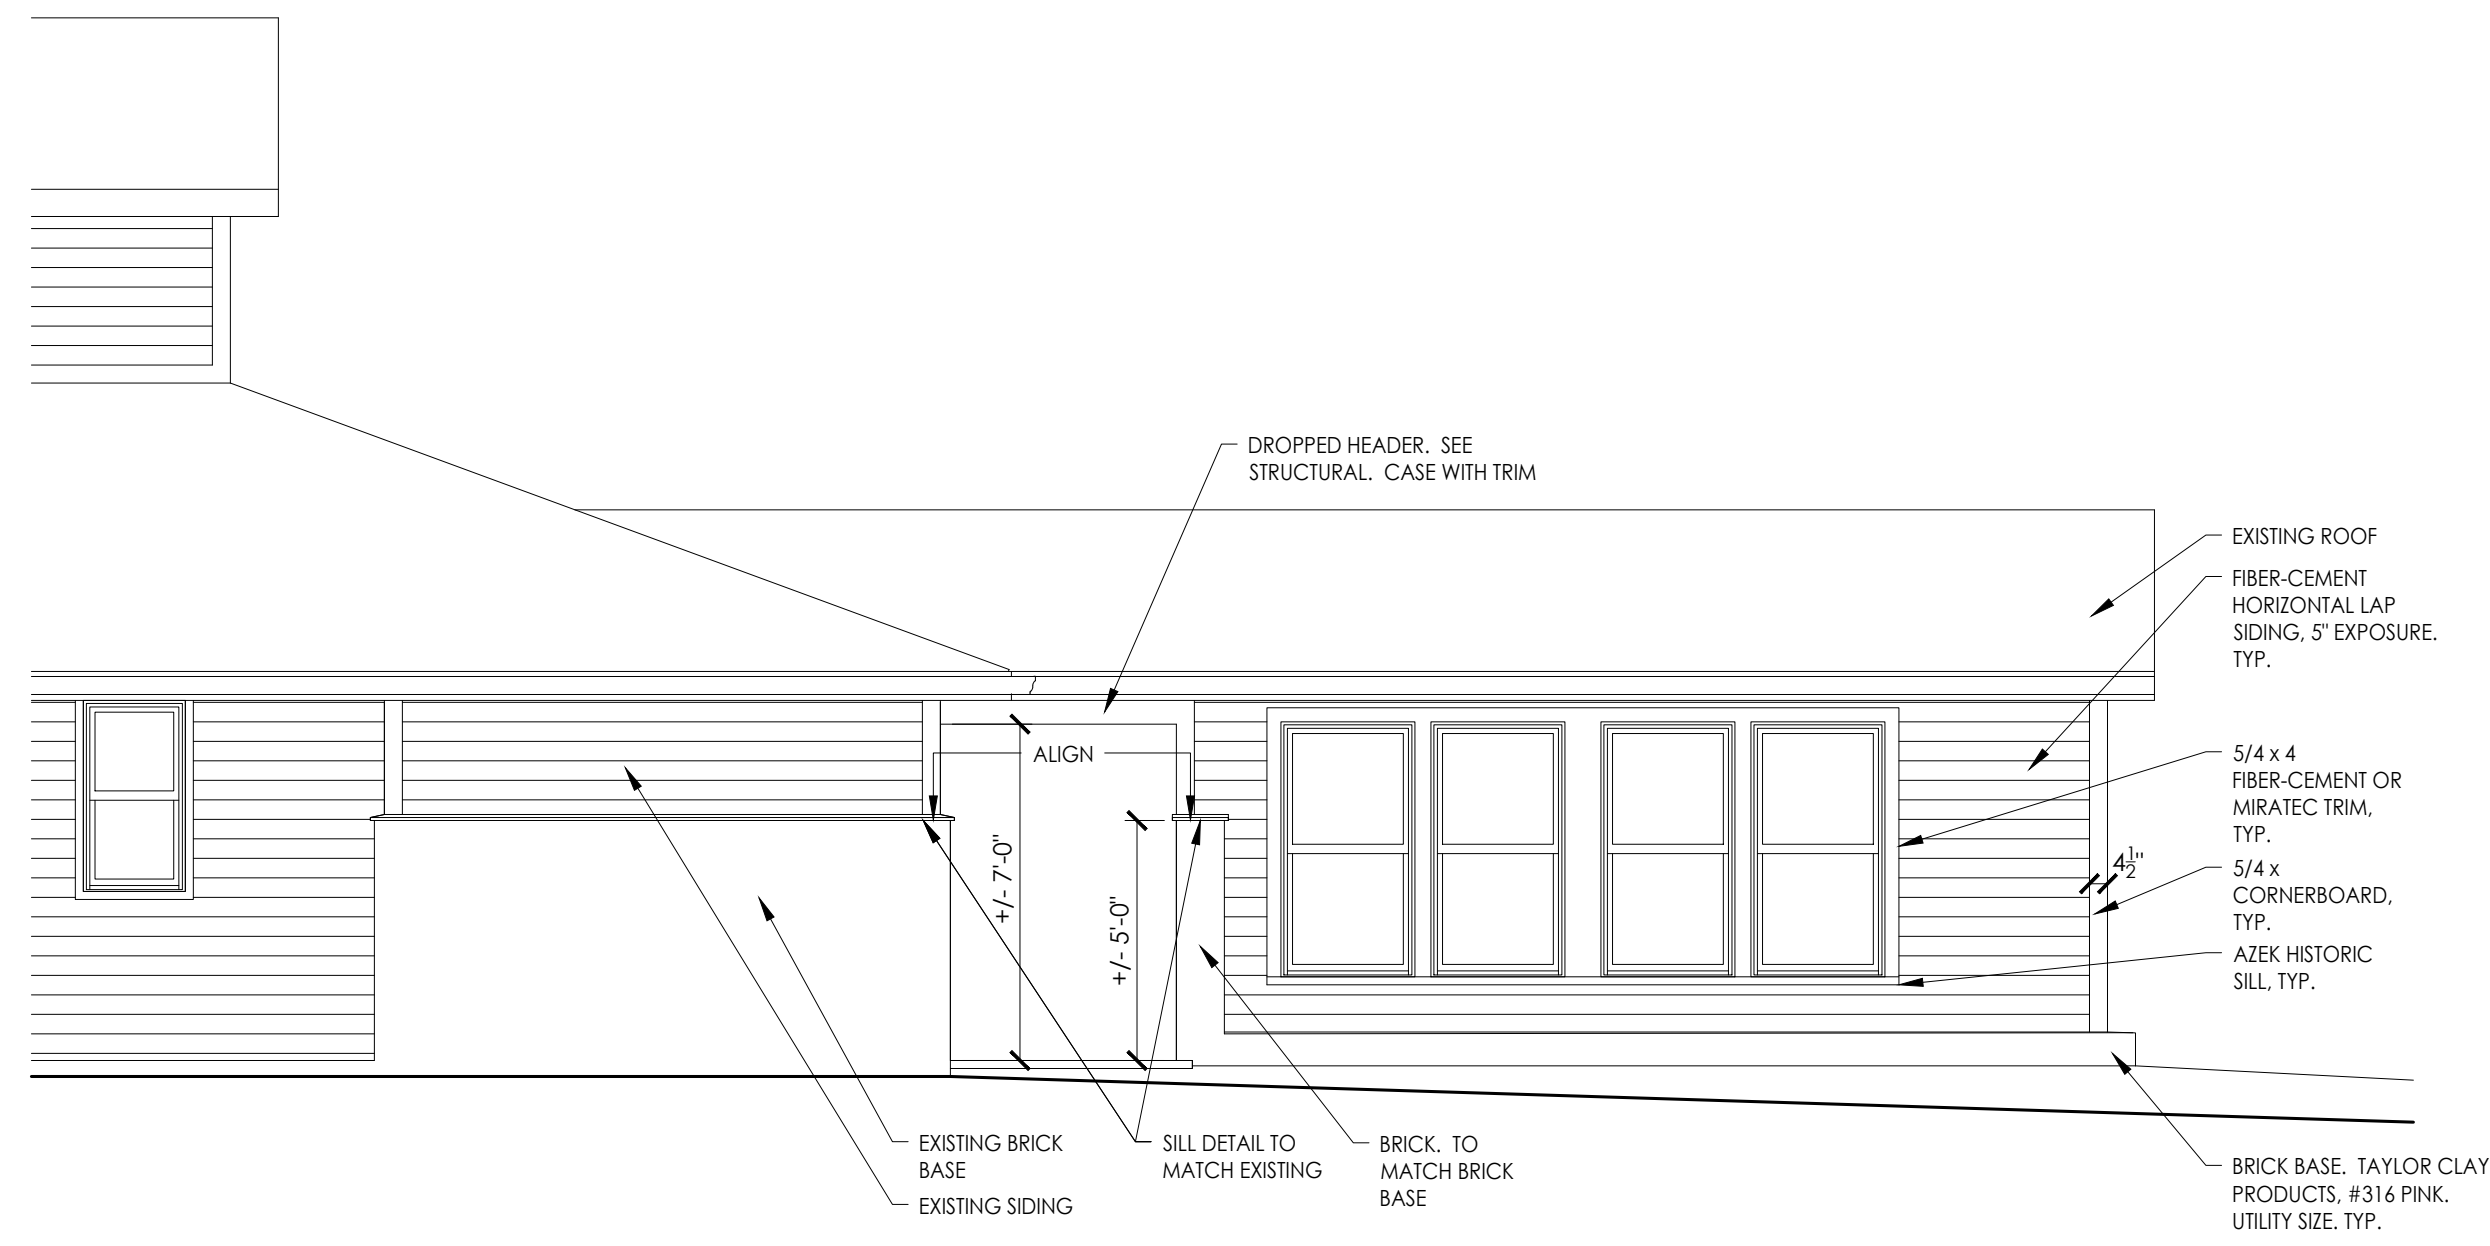 DROPPED HEADER.  SEE
STRUCTURAL.  CASE WITH TRIM
EXISTING ROOF
FIBER-CEMENT
HORIZONTAL LAP
SIDING, 5" EXPOSURE.
TYP.
ALIGN
5/4 x 4
FIBER-CEMENT OR
MIRATEC TRIM,
TYP.
4 1/2"
5/4 x
CORNERBOARD,
TYP.
+/- 7'-0"
+/- 5'-0"
AZEK HISTORIC
SILL, TYP.
EXISTING BRICK
BASE
EXISTING SIDING
SILL DETAIL TO
MATCH EXISTING
BRICK.  TO
MATCH BRICK
BASE
BRICK BASE.  TAYLOR CLAY
PRODUCTS, #316 PINK.
UTILITY SIZE. TYP.